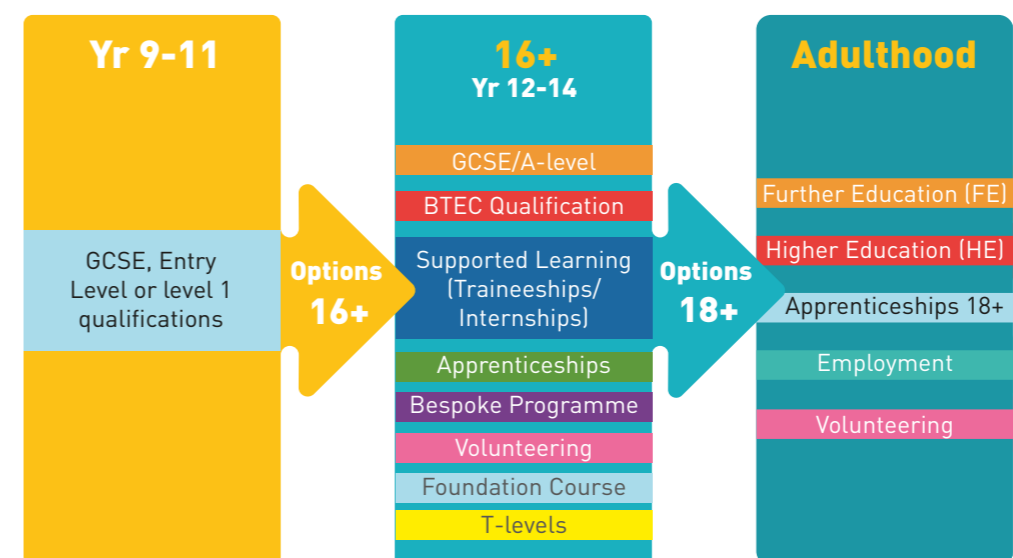 Yr 9-11
GCSE, Entry
Level or level 1
qualifications
Options
16+
16+
Yr 12-14
GCSE/A-level
BTEC Qualification
Supported Learning
(Traineeships/
Internships)
Apprenticeships
Bespoke Programme
Volunteering
Foundation Course
T-levels
Options
18+
Adulthood
Further Education (FE)
Higher Education (HE)
Apprenticeships 18+
Employment
Volunteering